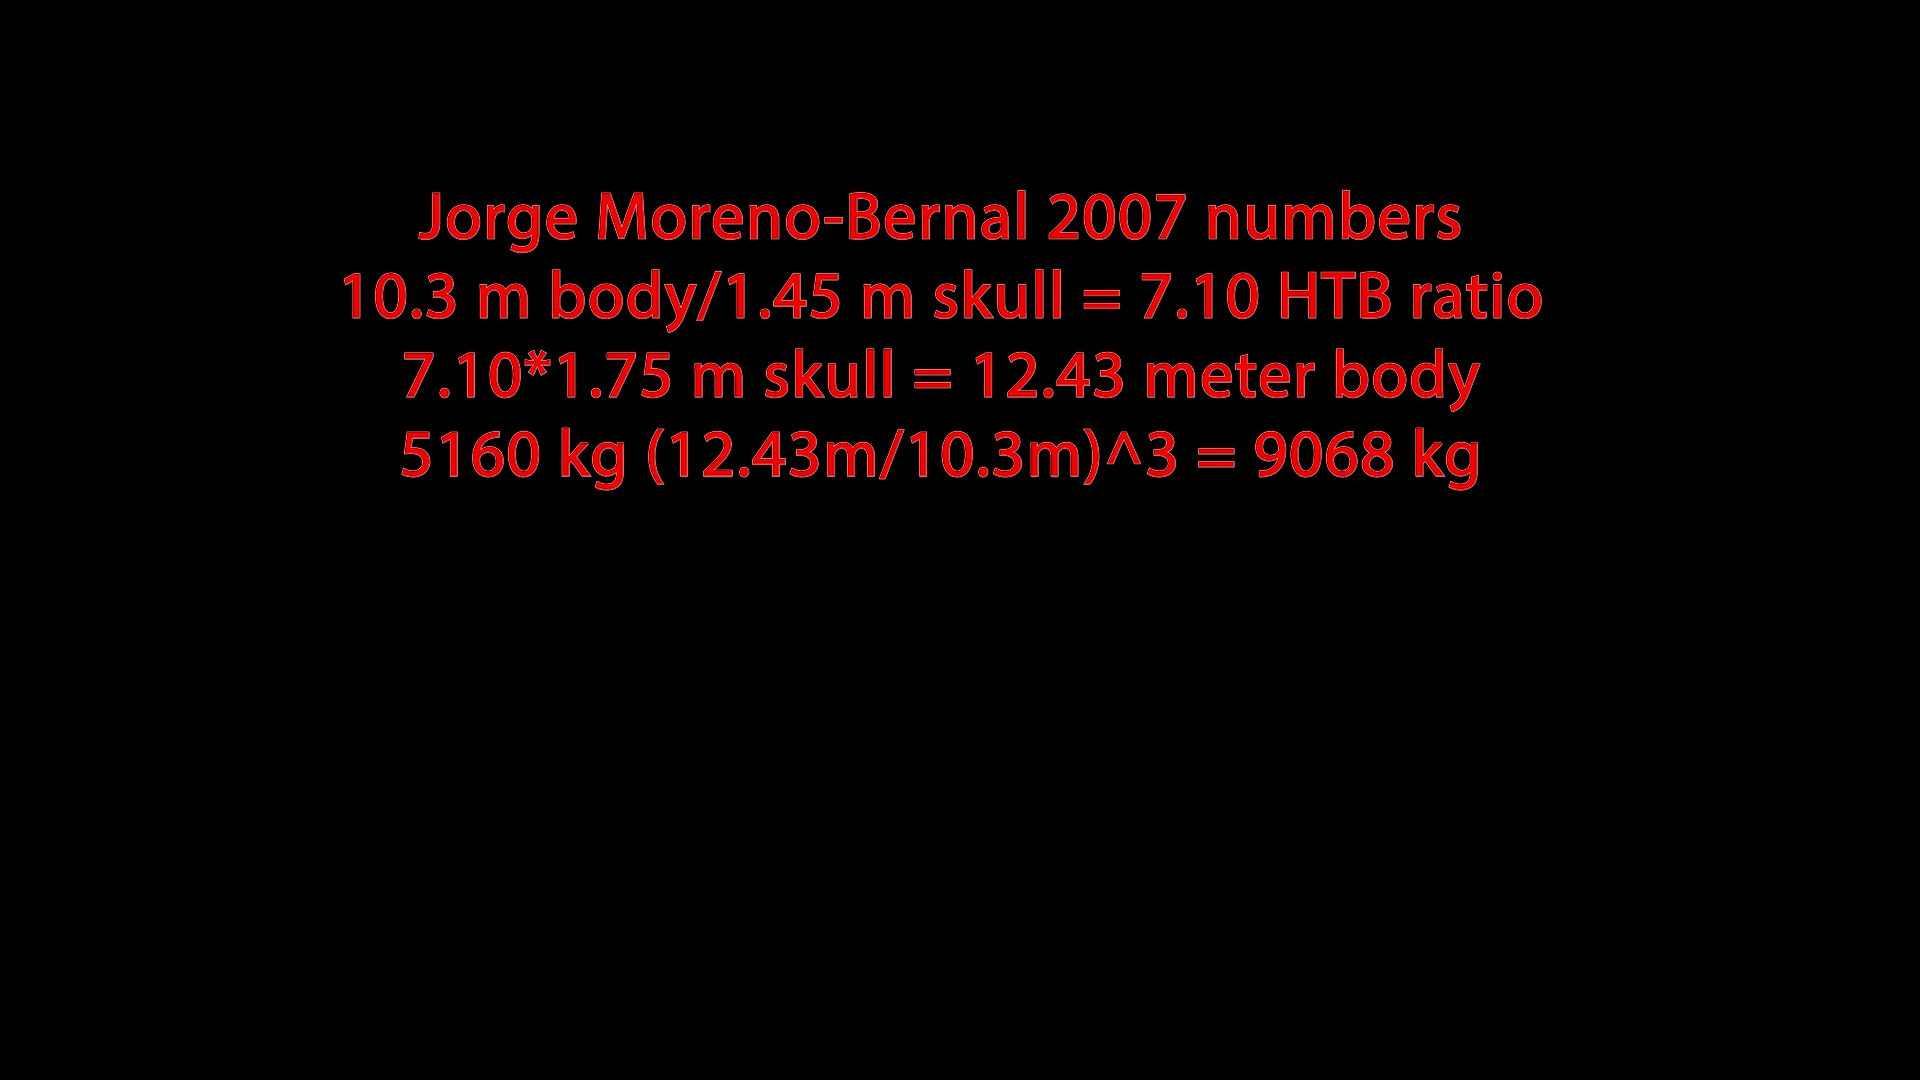 Jorge Moreno-Bernal 2007 numbers
10.3 m body/1.45 m skull = 7.10 HTB ratio
7.10*1.75 m skull = 12.43 meter body
5160 kg (12.43m/10.3m)^3 = 9068 kg